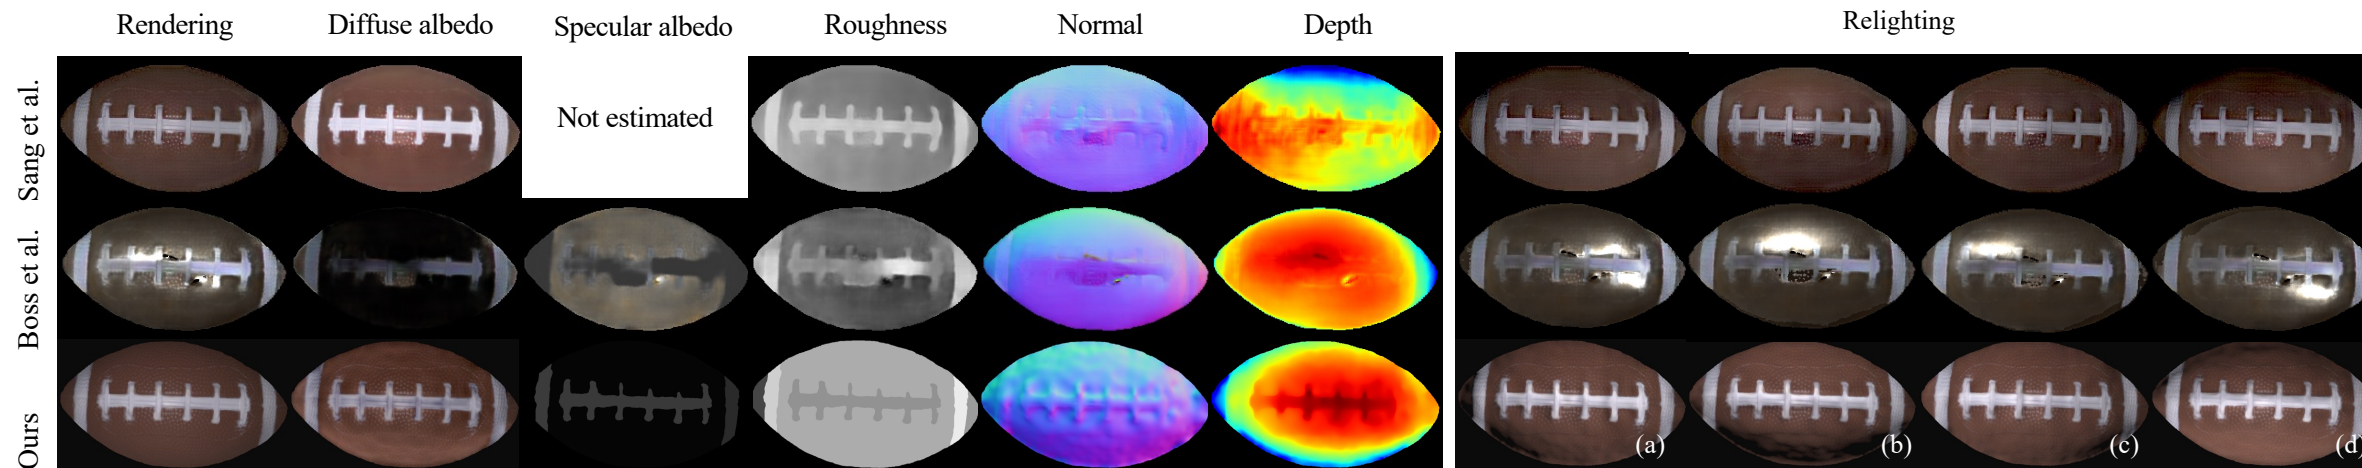 Rendering Diffuse albedo Specular albedo Roughness Normal Depth Relighting
Sang et al.
Not estimated
Boss et al.
Ours
(a) (b) (c) (d)